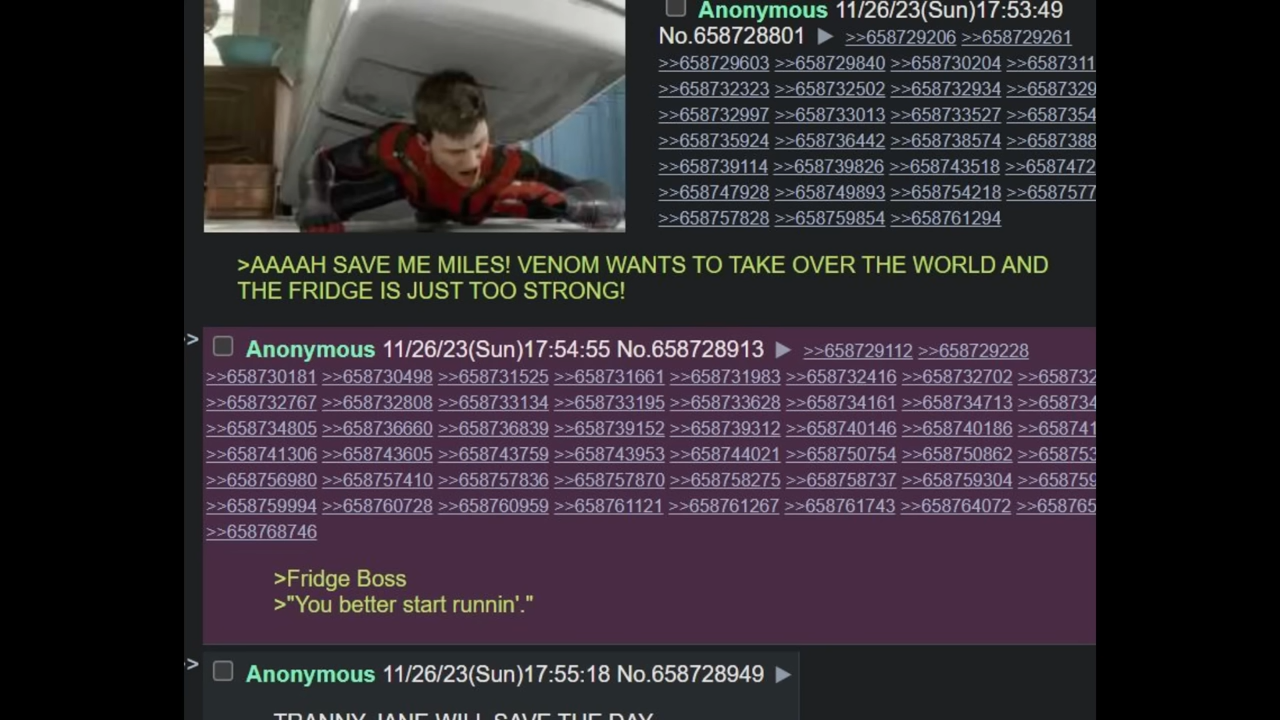 Anonymous 11/26/23(Sun)17:53:49
No.658728801 ▶ >>658729206 >>658729261
>>658729603 >>658729840 >>658730204 >>6587311
>>658732323 >>658732502 >>658732934 >>6587329
>>658732997 >>658733013 >>658733527 >>6587354
>>658735924 >>658736442 >>658738574 >>6587388
>>658739114 >>658739826 >>658743518 >>6587472
>>658747928 >>658749893 >>658754218 >>6587577
>>658757828 >>658759854 >>658761294
>AAAAH SAVE ME MILES! VENOM WANTS TO TAKE OVER THE WORLD AND
THE FRIDGE IS JUST TOO STRONG!
>> Anonymous 11/26/23(Sun)17:54:55 No.658728913 ▶ >>658729112 >>658729228
>>658730181 >>658730498 >>658731525 >>658731661 >>658731983 >>658732416 >>658732702 >>658732
>>658732767 >>658732808 >>658733134 >>658733195 >>658733628 >>658734161 >>658734713 >>658734
>>658734805 >>658736660 >>658736839 >>658739152 >>658739312 >>658740146 >>658740186 >>658741
>>658741306 >>658743605 >>658743759 >>658743953 >>658744021 >>658750754 >>658750862 >>658753
>>658756980 >>658757410 >>658757836 >>658757870 >>658758275 >>658758737 >>658759304 >>658759
>>658759994 >>658760728 >>658760959 >>658761121 >>658761267 >>658761743 >>658764072 >>658765
>>658768746
>Fridge Boss
>"You better start runnin'."
>> Anonymous 11/26/23(Sun)17:55:18 No.658728949 ▶
TRANNY JANE WILL SAVE THE DAY